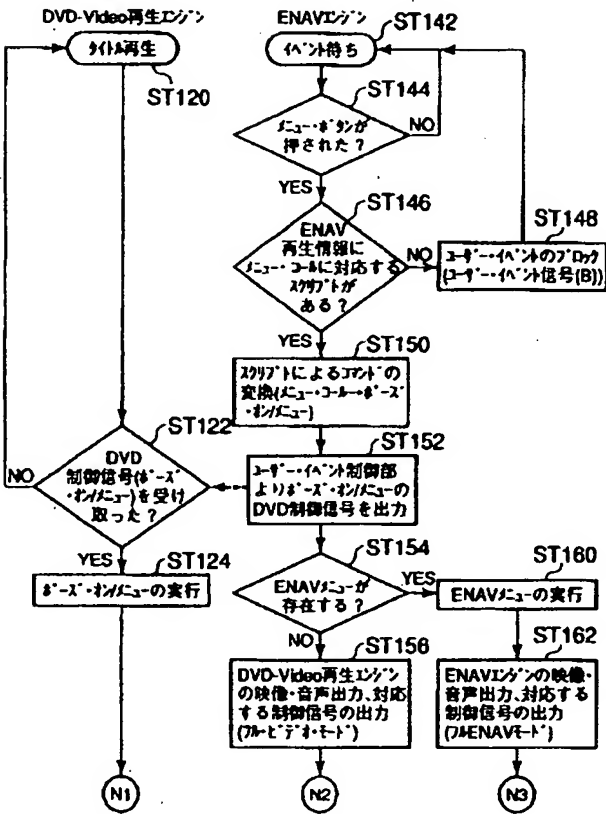 DVD-Video再生ｴﾝｼﾞﾝ
ﾀｲﾄﾙ再生
ST120
ENAVｴﾝｼﾞﾝ
ST142
ｲﾍﾞﾝﾄ待ち
ST144
ﾒﾆｭｰ・ﾎﾞﾀﾝが
押された？
NO
YES
ST146
ENAV
再生情報に
ﾒﾆｭｰ・ｺｰﾙに対応する
ｽｸﾘﾌﾟﾄが
ある？
NO
YES
ST148
ﾕｰｻﾞｰ・ｲﾍﾞﾝﾄのﾌﾞﾛｯｸ
(ﾕｰｻﾞｰ・ｲﾍﾞﾝﾄ信号(B))
ST150
ｽｸﾘﾌﾟﾄによるｺﾏﾝﾄﾞの
変換(ﾒﾆｭｰ・ｺｰﾙ→ﾎﾟｰｽﾞ
・ｵﾝ/ﾒﾆｭｰ)
ST122
DVD
制御信号(ﾎﾟｰｽﾞ
・ｵﾝ/ﾒﾆｭｰ)を受け
取った？
NO
YES
ST152
ﾕｰｻﾞｰ・ｲﾍﾞﾝﾄ制御部
よりﾎﾟｰｽﾞ・ｵﾝ/ﾒﾆｭｰの
DVD制御信号を出力
ST124
ﾎﾟｰｽﾞ・ｵﾝ/ﾒﾆｭｰの実行
ST154
ENAVﾒﾆｭｰが
存在する？
YES
NO
ST160
ENAVﾒﾆｭｰの実行
ST156
DVD-Video再生ｴﾝｼﾞﾝ
の映像・音声出力、対応
する制御信号の出力
(ﾌﾙ・ﾋﾞﾃﾞｵ・ﾓｰﾄﾞ)
ST162
ENAVｴﾝｼﾞﾝの映像・
音声出力、対応する
制御信号の出力
(ﾌﾙENAVﾓｰﾄﾞ)
N1
N2
N3